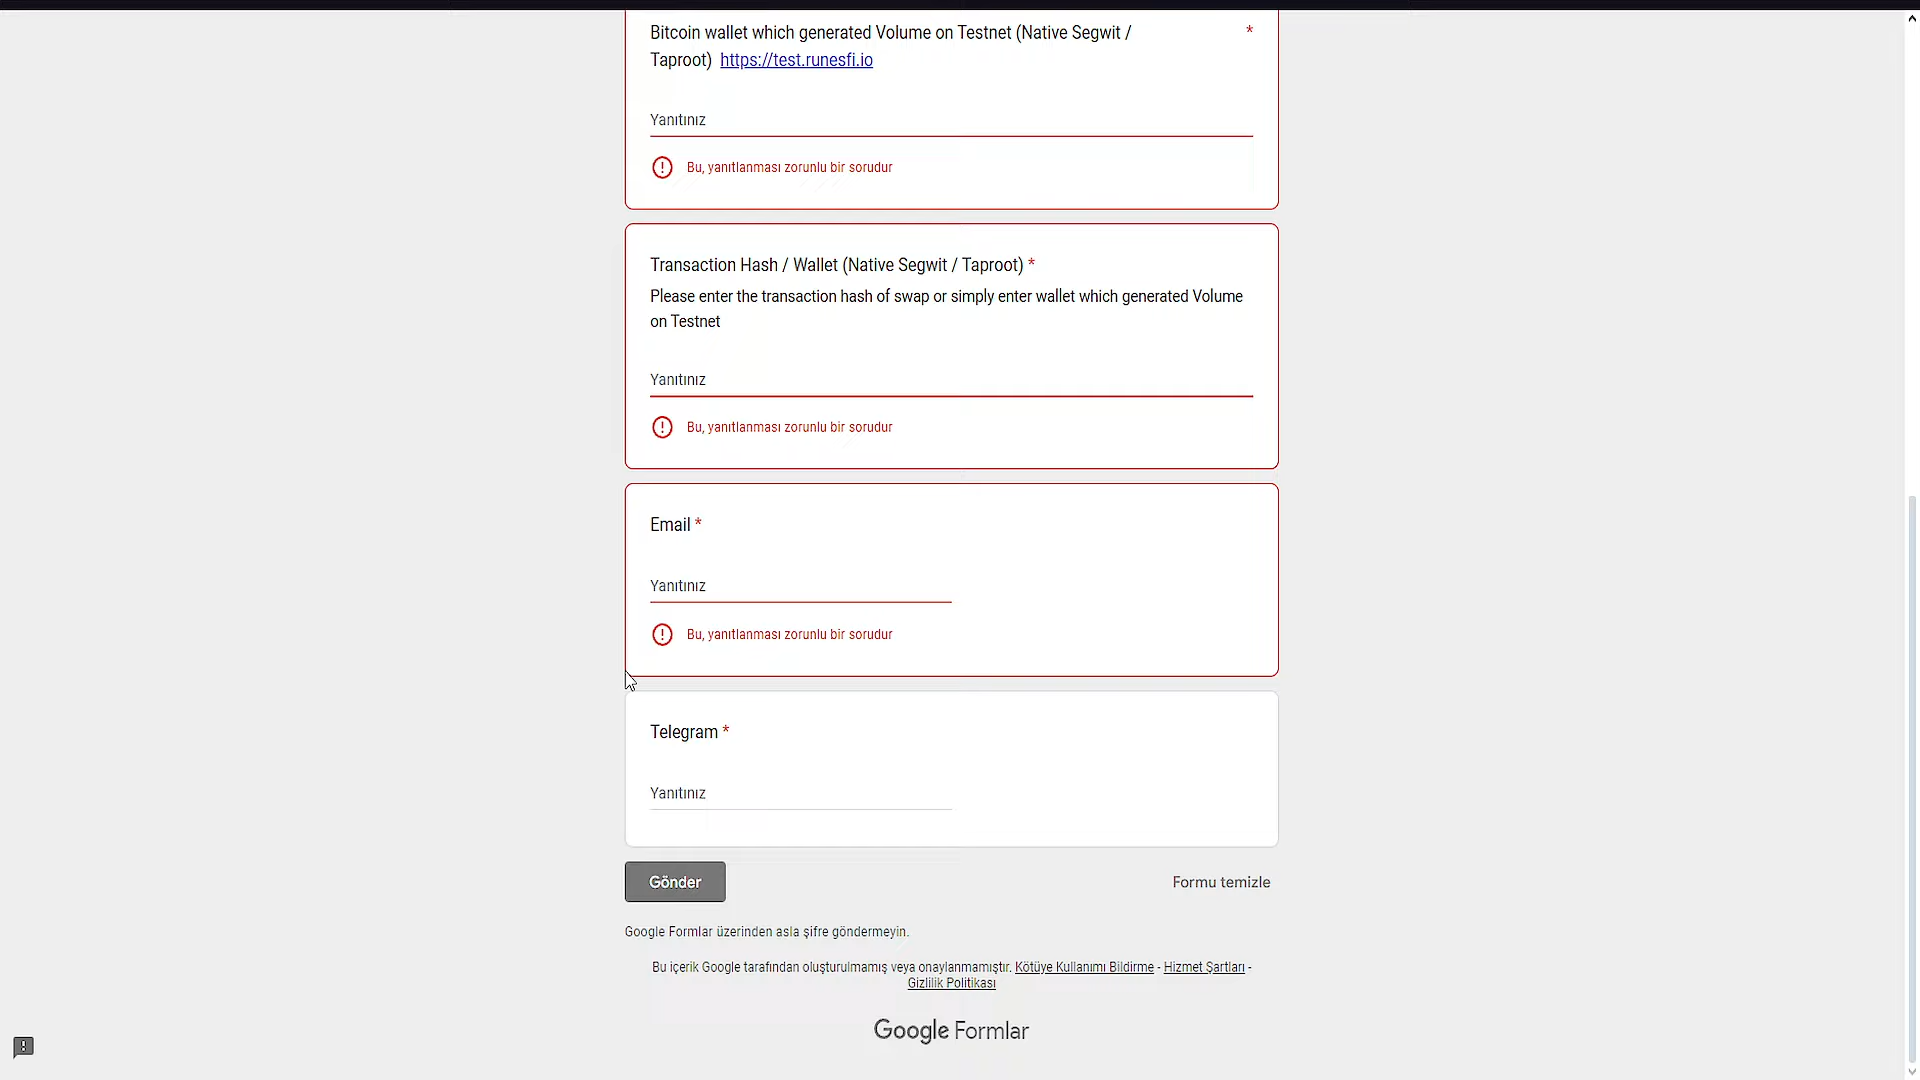 Bitcoin wallet which generated Volume on Testnet (Native Segwit / *
Taproot) https://test.runesfi.io
Yanıtınız
Bu, yanıtlanması zorunlu bir sorudur
Transaction Hash / Wallet (Native Segwit / Taproot) *
Please enter the transaction hash of swap or simply enter wallet which generated Volume
on Testnet
Yanıtınız
Bu, yanıtlanması zorunlu bir sorudur
Email *
Yanıtınız
Bu, yanıtlanması zorunlu bir sorudur
Telegram *
Yanıtınız
Gönder
Formu temizle
Google Formlar üzerinden asla şifre göndermeyin.
Bu içerik Google tarafından oluşturulmamış veya onaylanmamıştır. Kötüye Kullanımı Bildirme - Hizmet Şartları -
Gizlilik Politikası
Google Formlar